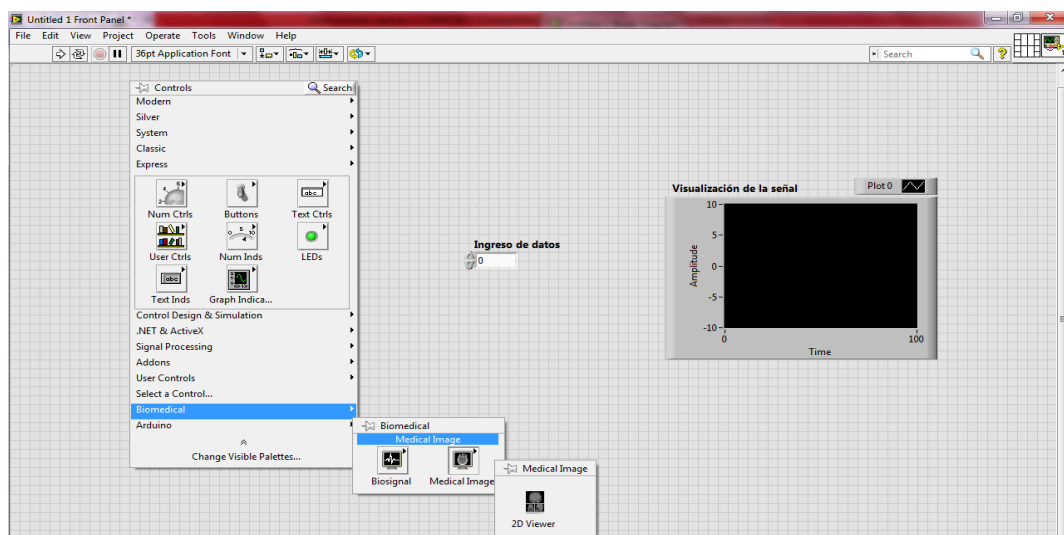 Untitled 1 Front Panel *
File Edit View Project Operate Tools Window Help
36pt Application Font
Search
Controls
Search
Modern
Silver
System
Classic
Express
Num Ctrls Buttons Text Ctrls
User Ctrls Num Inds LEDs
Text Inds Graph Indica...
Control Design & Simulation
.NET & ActiveX
Signal Processing
Addons
User Controls
Select a Control...
Biomedical
Arduino
Change Visible Palettes...
Biomedical
Medical Image
Biosignal Medical Image
Medical Image
2D Viewer
Ingreso de datos
0
Visualización de la señal
Plot 0
10
5
0
-5
-10
Amplitude
0 100
Time